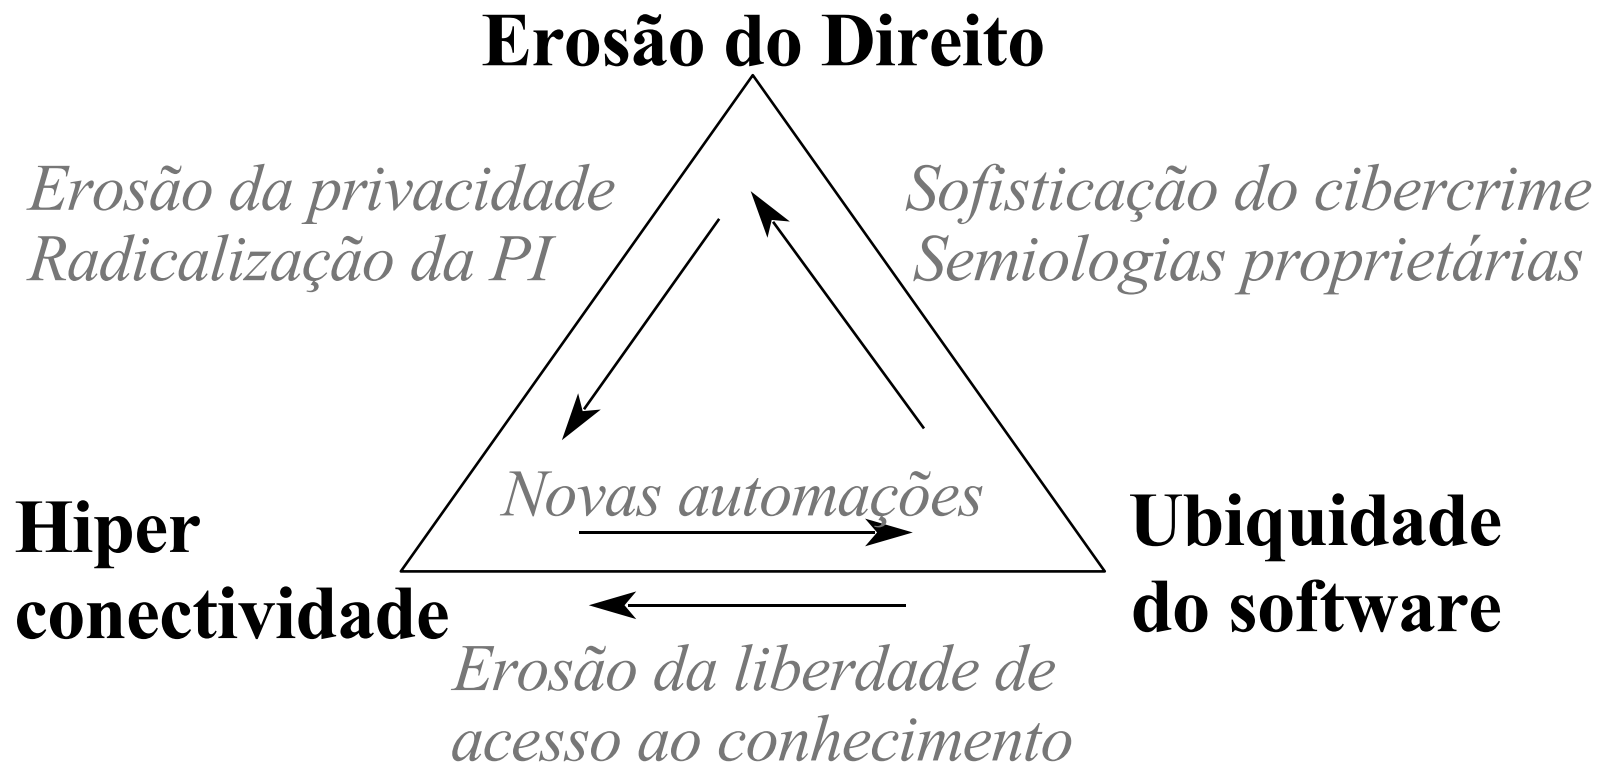 Erosão do Direito
Erosão da privacidade
Radicalização da PI
Sofisticação do cibercrime
Semiologias proprietárias
Novas automações
Hiper
conectividade
Ubiquidade
do software
Erosão da liberdade de
acesso ao conhecimento